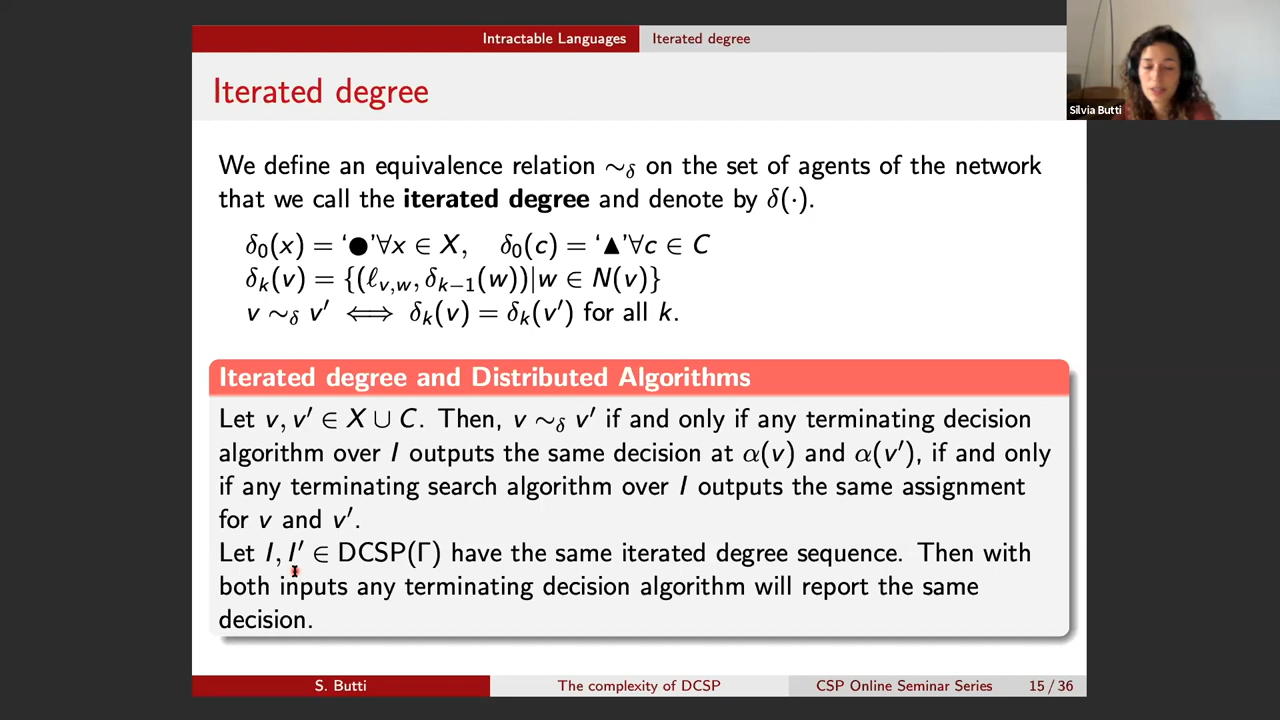 Intractable Languages Iterated degree
Iterated degree
Silvia Butti
We define an equivalence relation ∼δ on the set of agents of the network
that we call the iterated degree and denote by δ(·).
δ₀(x) = ‘●’∀x ∈ X, δ₀(c) = ‘▲’∀c ∈ C
δₖ(v) = {(ℓᵥ,w, δₖ₋₁(w))|w ∈ N(v)}
v ∼δ v′ ⟺ δₖ(v) = δₖ(v′) for all k.
Iterated degree and Distributed Algorithms
Let v, v′ ∈ X ∪ C. Then, v ∼δ v′ if and only if any terminating decision
algorithm over I outputs the same decision at α(v) and α(v′), if and only
if any terminating search algorithm over I outputs the same assignment
for v and v′.
Let I, I′ ∈ DCSP(Γ) have the same iterated degree sequence. Then with
both inputs any terminating decision algorithm will report the same
decision.
S. Butti The complexity of DCSP CSP Online Seminar Series 15 / 36